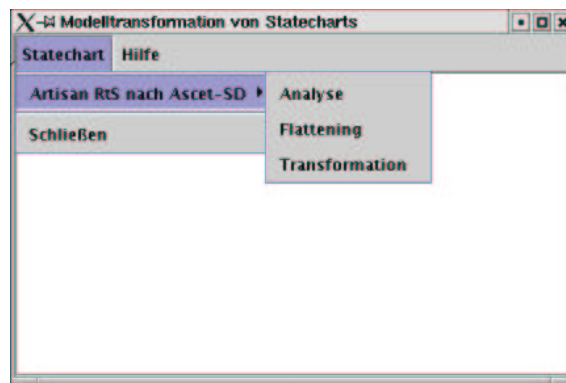 Modelltransformation von Statecharts
Statechart Hilfe
Artisan RtS nach Ascet-SD Analyse
Flattening
Schließen
Transformation